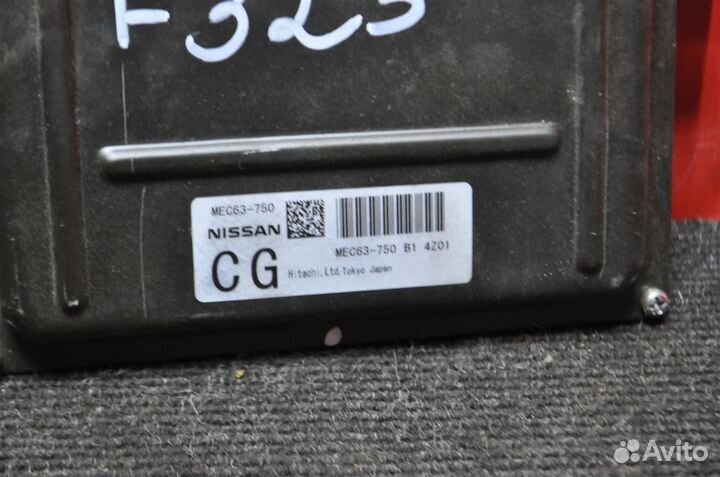 F323
MEC63-750
NISSAN
MEC63-750 B1 4Z01
CG
Hitachi,Ltd.Tokyo Japan
Avito